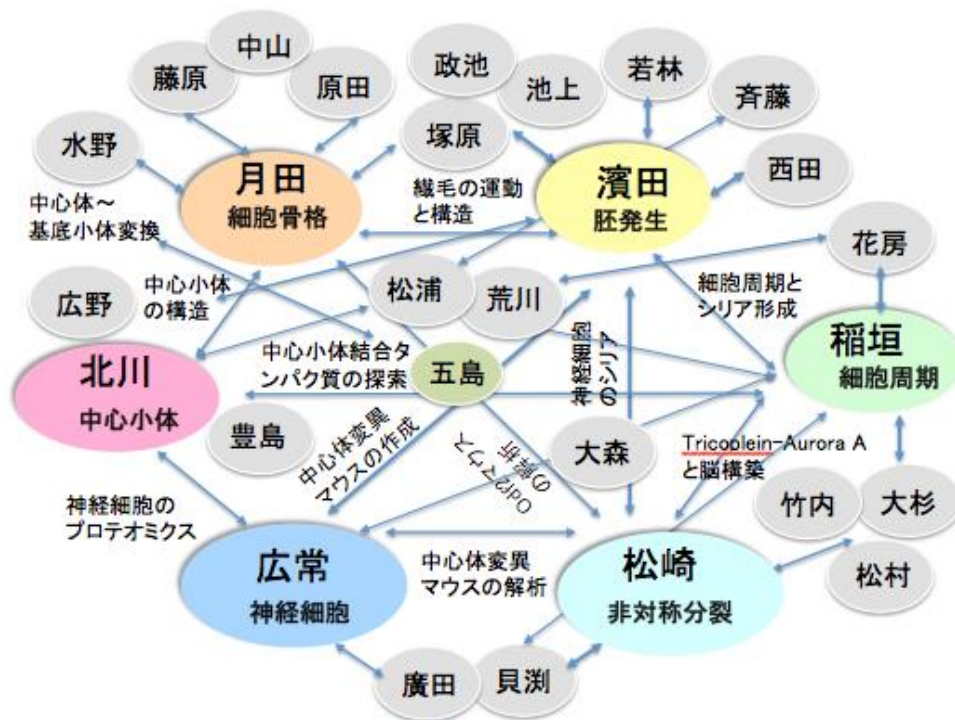 中山
藤原
原田
政池
池上
若林
斉藤
水野
塚原
西田
月田
細胞骨格
濱田
胚発生
繊毛の運動
と構造
中心体～
基底小体変換
花房
広野
中心小体
の構造
松浦
荒川
細胞周期と
シリア形成
稲垣
細胞周期
北川
中心小体
中心小体結合タ
ンパク質の探索
五島
神経細胞
のシリア
豊島
中心体変異
マウスの作成
Odf2マウス
の解析
大森
Tricoplein-Aurora A
と脳構築
竹内
大杉
松村
神経細胞の
プロテオミクス
広常
神経細胞
中心体変異
マウスの解析
松崎
非対称分裂
廣田
貝渕